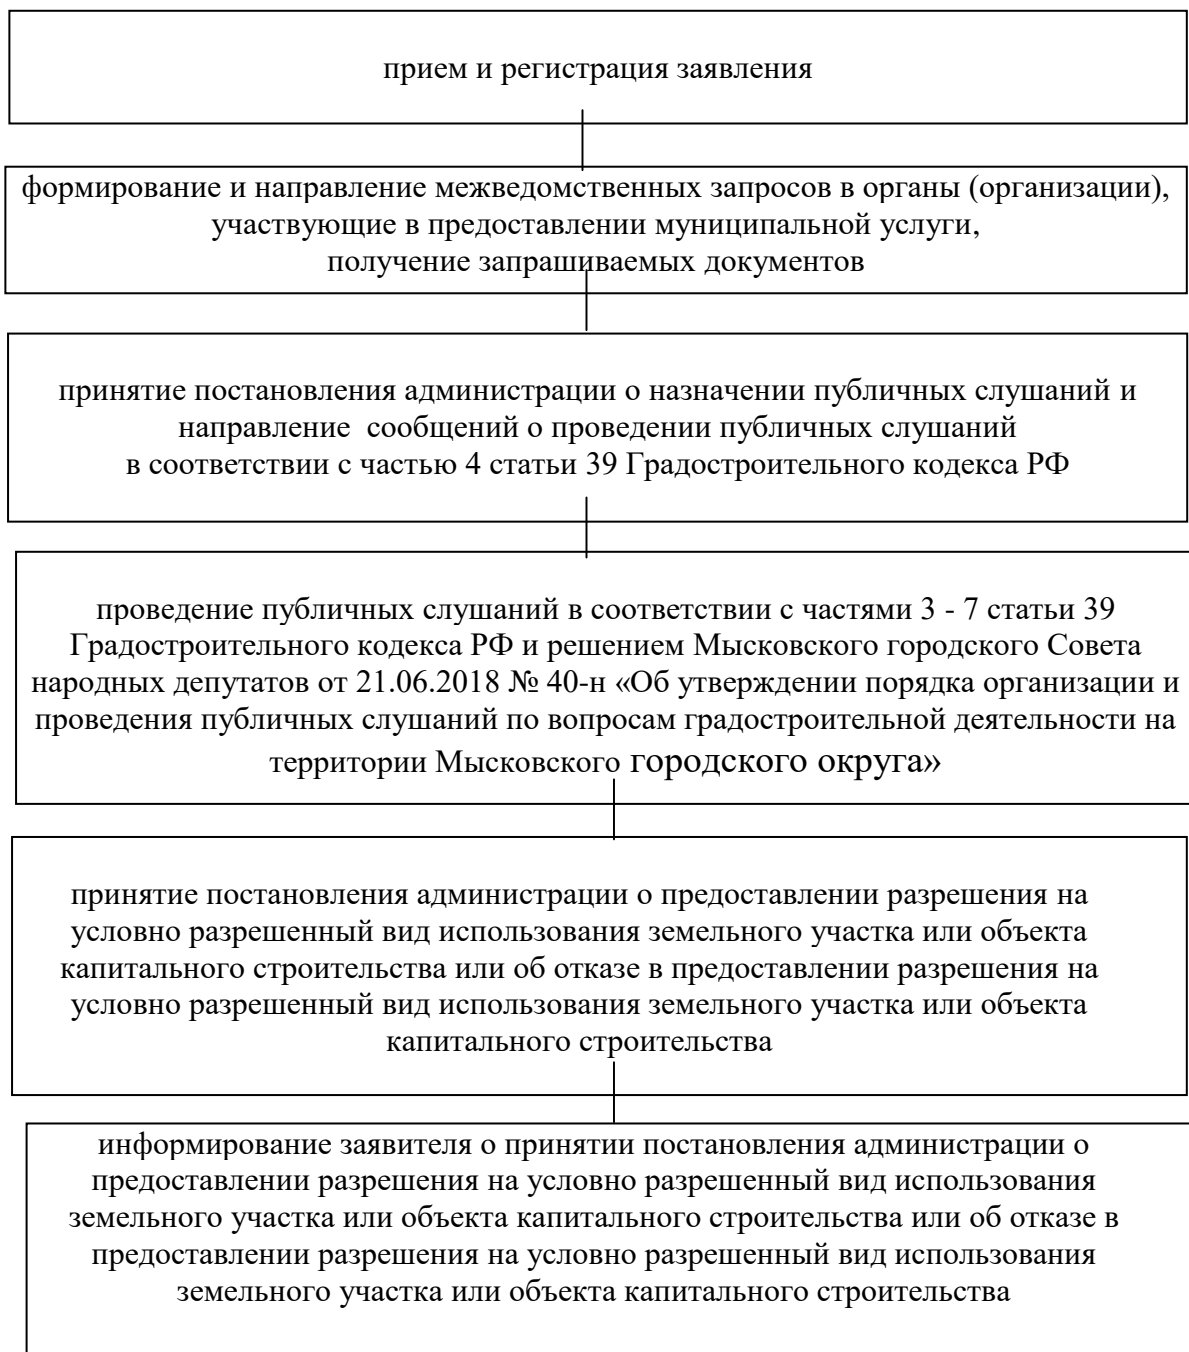 прием и регистрация заявления
формирование и направление межведомственных запросов в органы (организации),
участвующие в предоставлении муниципальной услуги,
получение запрашиваемых документов
принятие постановления администрации о назначении публичных слушаний и
направление сообщений о проведении публичных слушаний
в соответствии с частью 4 статьи 39 Градостроительного кодекса РФ
проведение публичных слушаний в соответствии с частями 3 - 7 статьи 39
Градостроительного кодекса РФ и решением Мысковского городского Совета
народных депутатов от 21.06.2018 № 40-н «Об утверждении порядка организации и
проведения публичных слушаний по вопросам градостроительной деятельности на
территории Мысковского городского округа»
принятие постановления администрации о предоставлении разрешения на
условно разрешенный вид использования земельного участка или объекта
капитального строительства или об отказе в предоставлении разрешения на
условно разрешенный вид использования земельного участка или объекта
капитального строительства
информирование заявителя о принятии постановления администрации о
предоставлении разрешения на условно разрешенный вид использования
земельного участка или объекта капитального строительства или об отказе в
предоставлении разрешения на условно разрешенный вид использования
земельного участка или объекта капитального строительства